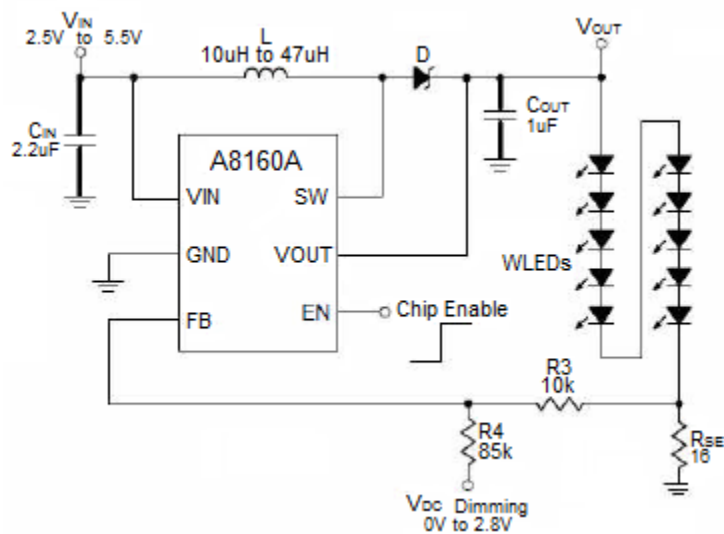 VIN
2.5V to 5.5V
L
10uH to 47uH
D
VOUT
CIN
2.2uF
COUT
1uF
A8160A
VIN
SW
GND
VOUT
FB
EN
Chip Enable
WLEDs
R3
10k
R4
85k
RSE
16
VDC Dimming
0V to 2.8V